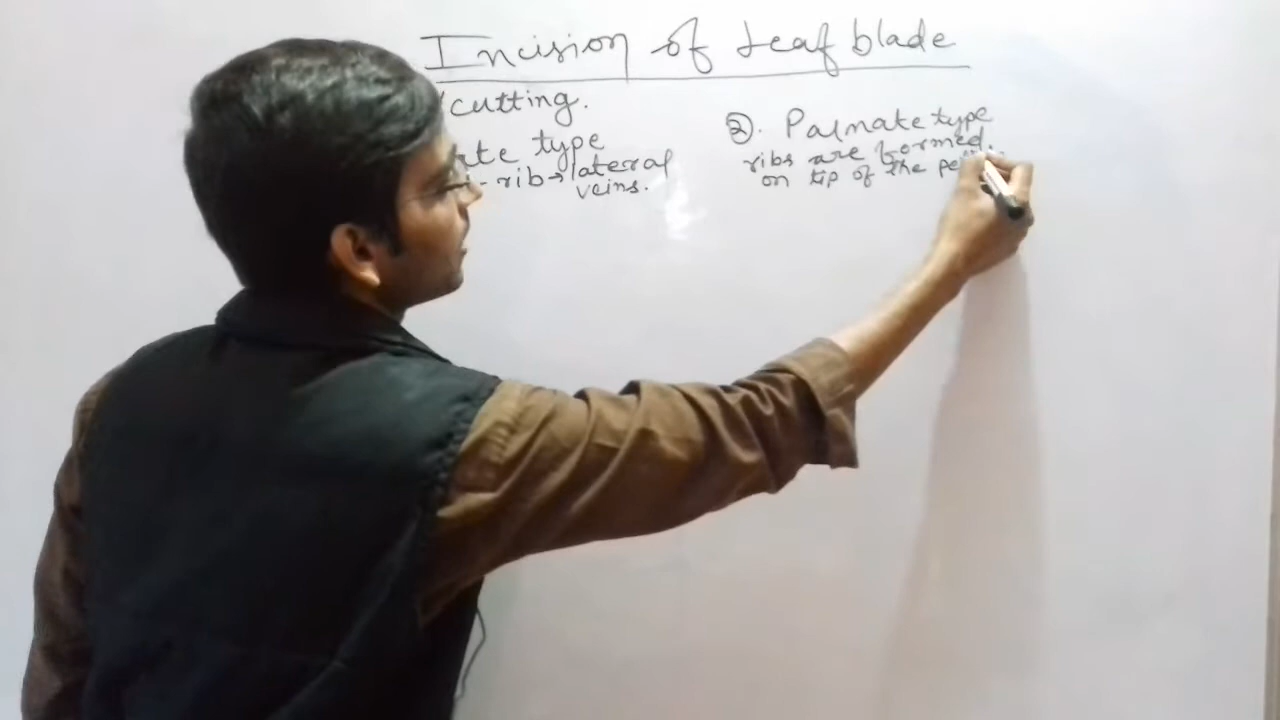 Incision of Leaf blade
/cutting.
ate type
- rib→lateral
veins.
②. Palmate type
ribs are formed
on tip of the pe